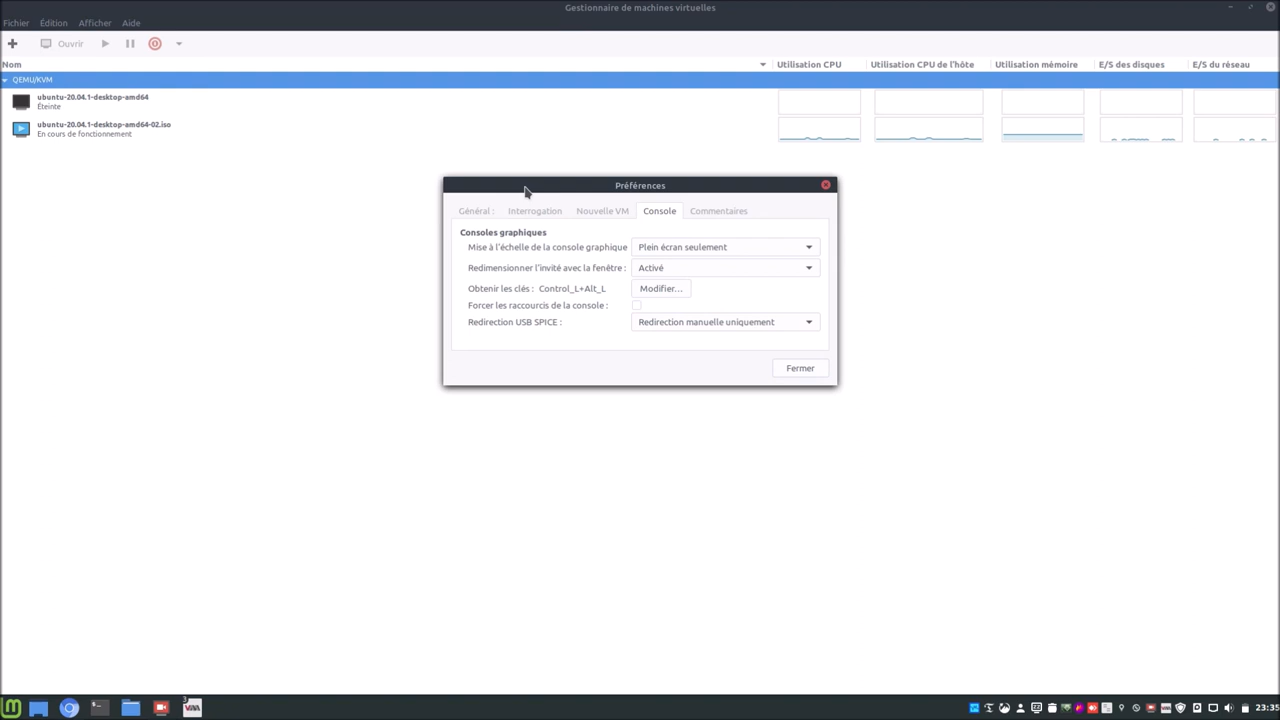 Gestionnaire de machines virtuelles
Fichier Édition Afficher Aide
Ouvrir
Nom Utilisation CPU Utilisation CPU de l'hôte Utilisation mémoire E/S des disques E/S du réseau
QEMU/KVM
ubuntu-20.04.1-desktop-amd64
Éteinte
ubuntu-20.04.1-desktop-amd64-02.iso
En cours de fonctionnement
Préférences
Général : Interrogation Nouvelle VM Console Commentaires
Consoles graphiques
Mise à l'échelle de la console graphique Plein écran seulement
Redimensionner l'invité avec la fenêtre : Activé
Obtenir les clés : Control_L+Alt_L Modifier...
Forcer les raccourcis de la console :
Redirection USB SPICE : Redirection manuelle uniquement
Fermer
3
23:35